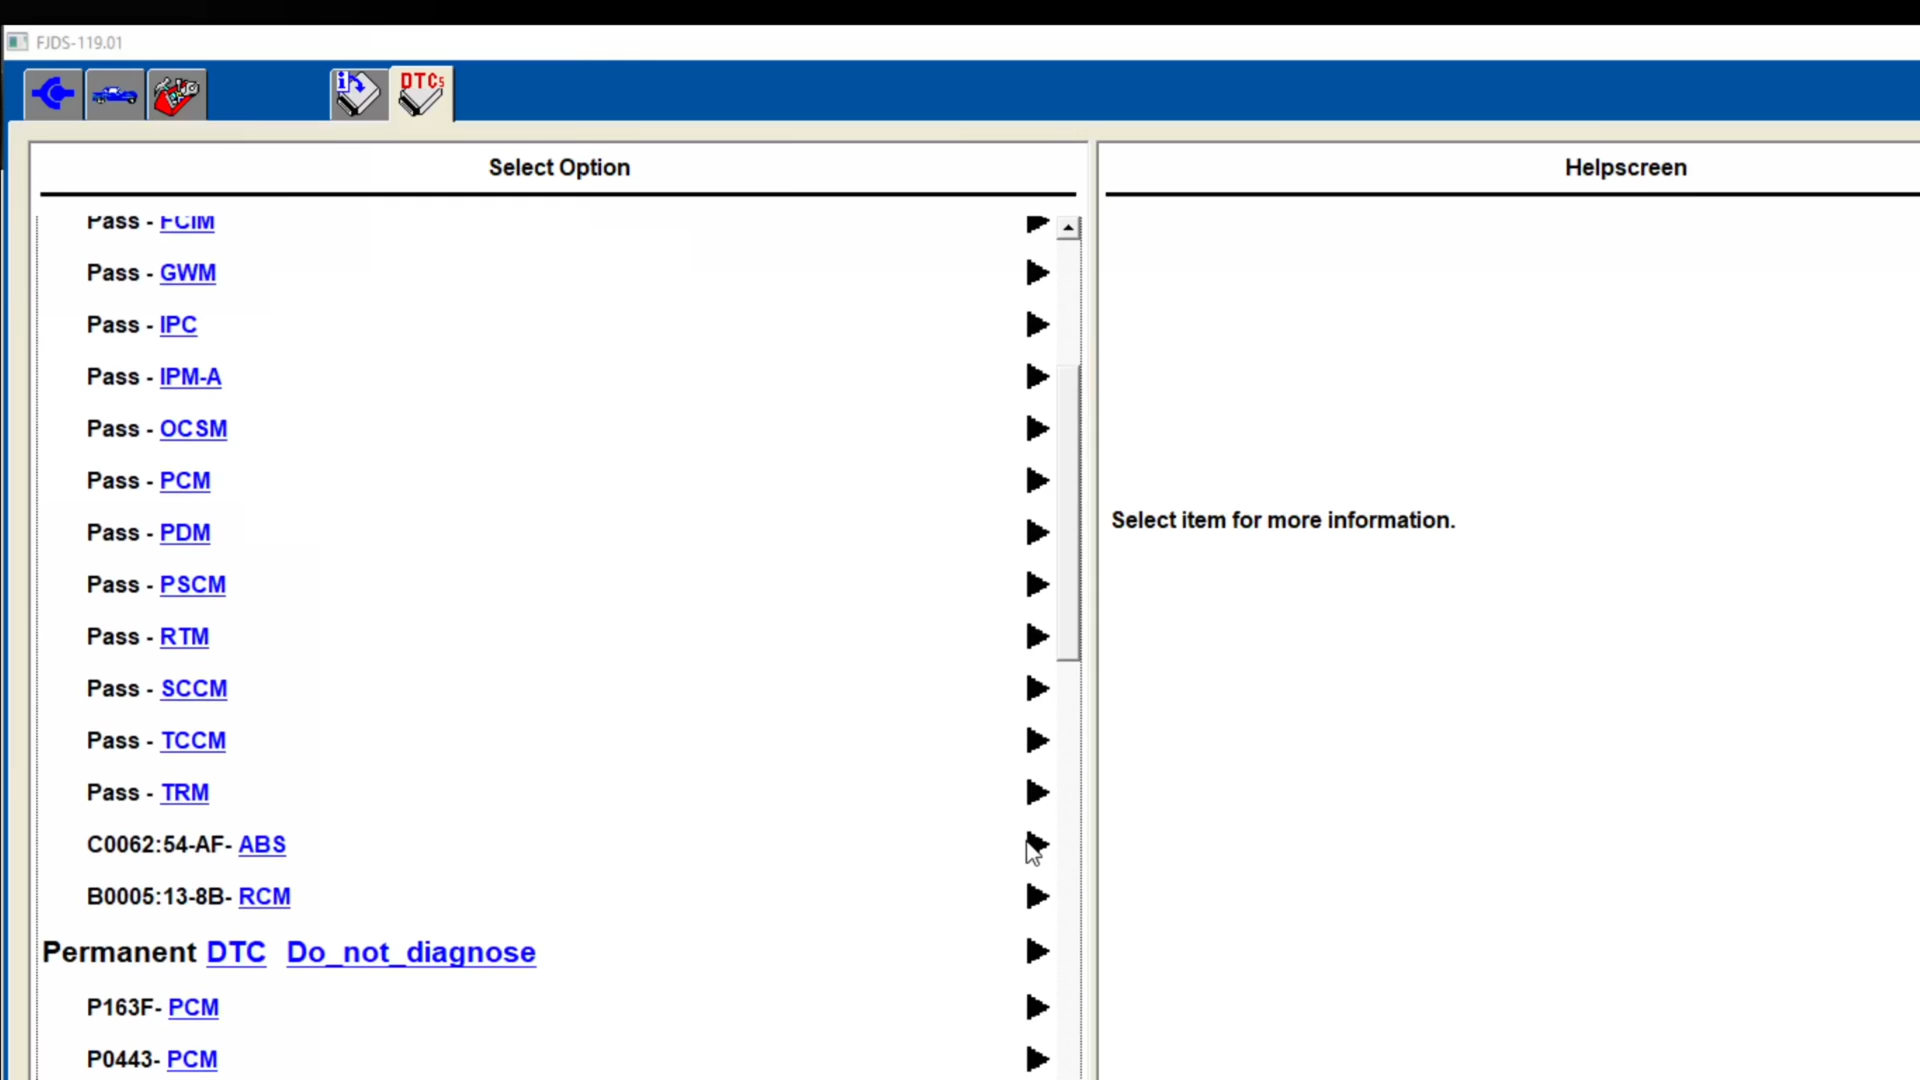 FJDS-119.01
i
DTCs
Select Option
Helpscreen
Pass - FCIM
Pass - GWM
Pass - IPC
Pass - IPM-A
Pass - OCSM
Pass - PCM
Select item for more information.
Pass - PDM
Pass - PSCM
Pass - RTM
Pass - SCCM
Pass - TCCM
Pass - TRM
C0062:54-AF- ABS
B0005:13-8B- RCM
Permanent DTC Do_not_diagnose
P163F- PCM
P0443- PCM